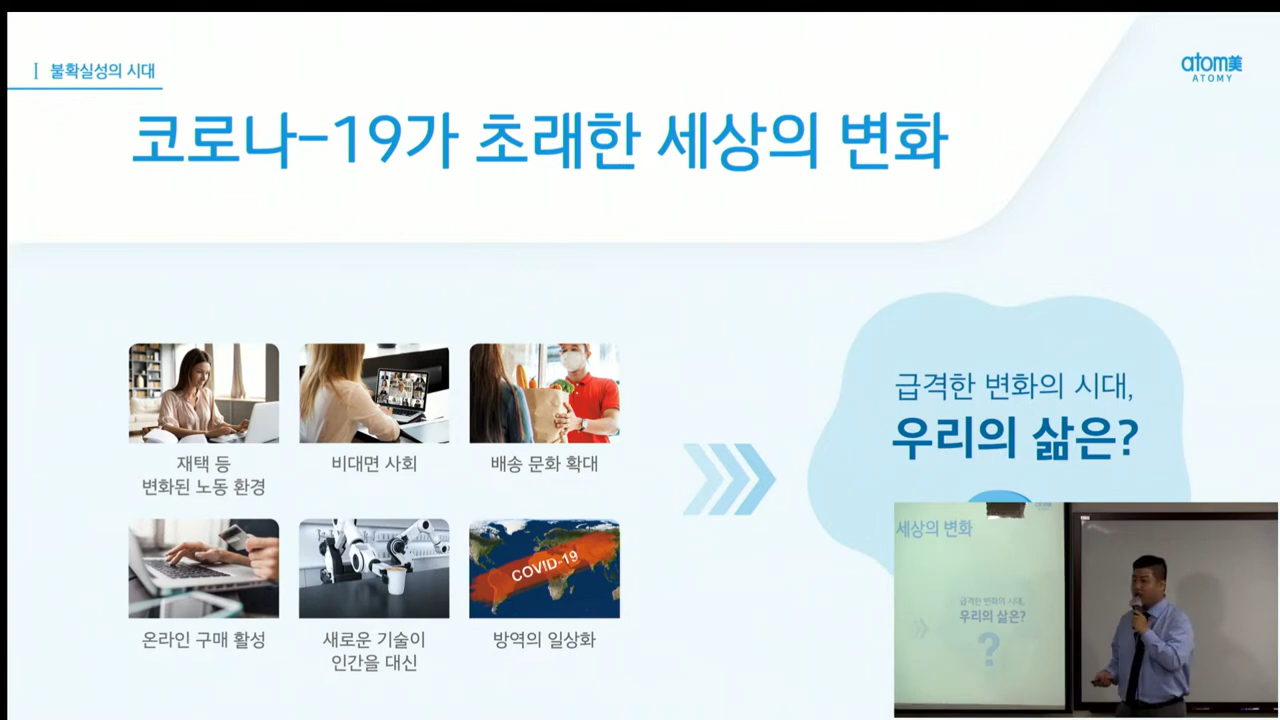 Ⅰ 불확실성의 시대
atom美
ATOMY
코로나-19가 초래한 세상의 변화
재택 등
변화된 노동 환경
비대면 사회
배송 문화 확대
COVID-19
온라인 구매 활성
새로운 기술이
인간을 대신
방역의 일상화
급격한 변화의 시대,
우리의 삶은?
세상의 변화
급격한 변화의 시대,
우리의 삶은?
?